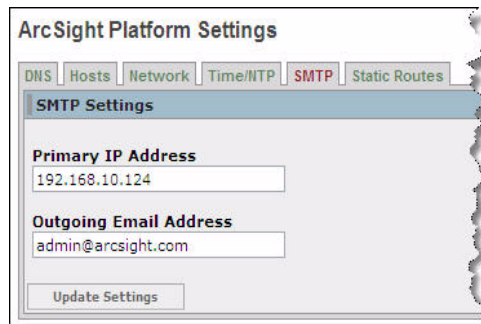 ArcSight Platform Settings
DNS Hosts Network Time/NTP SMTP Static Routes
SMTP Settings
Primary IP Address
192.168.10.124
Outgoing Email Address
admin@arcsight.com
Update Settings